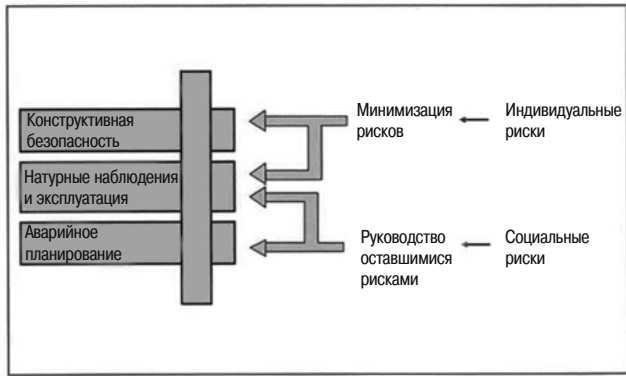 Конструктивная
безопасность
Натурные наблюдения
и эксплуатация
Аварийное
планирование
Минимизация
рисков
Индивидуальные
риски
Руководство
оставшимися
рисками
Социальные
риски